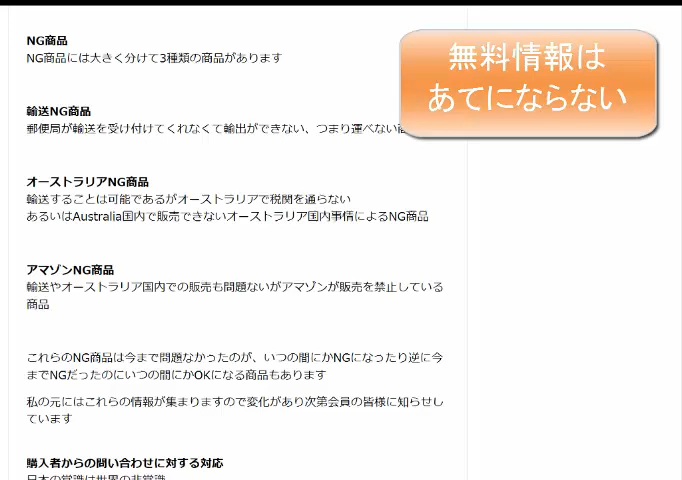 NG商品
NG商品には大きく分けて3種類の商品があります
無料情報は
あてにならない
輸送NG商品
郵便局が輸送を受け付けてくれなくて輸出ができない、つまり運べない
オーストラリアNG商品
輸送することは可能であるがオーストラリアで税関を通らない
あるいはAustralia国内で販売できないオーストラリア国内事情によるNG商品
アマゾンNG商品
輸送やオーストラリア国内での販売も問題ないがアマゾンが販売を禁止している
商品
これらのNG商品は今まで問題なかったのが、いつの間にかNGになったり逆に今
までNGだったのにいつの間にかOKになる商品もあります
私の元にはこれらの情報が集まりますので変化があり次第会員の皆様に知らせし
ています
購入者からの問い合わせに対する対応
日本の常識は世界の非常識